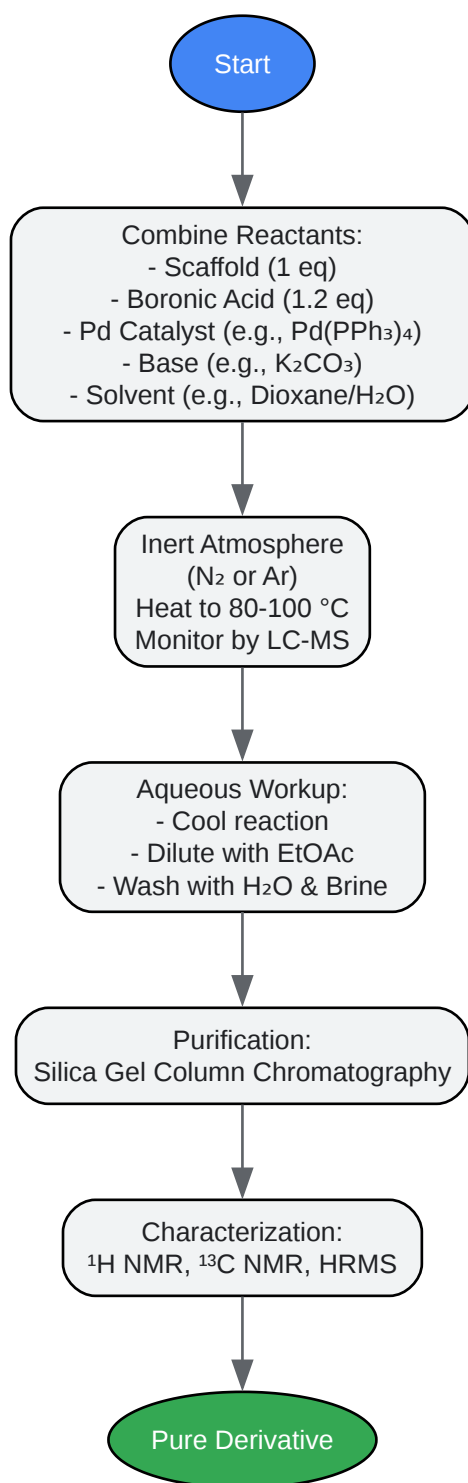 Start
Combine Reactants:
- Scaffold (1 eq)
- Boronic Acid (1.2 eq)
- Pd Catalyst (e.g., Pd(PPh₃)₄)
- Base (e.g., K₂CO₃)
- Solvent (e.g., Dioxane/H₂O)
Inert Atmosphere
(N₂ or Ar)
Heat to 80-100 °C
Monitor by LC-MS
Aqueous Workup:
- Cool reaction
- Dilute with EtOAc
- Wash with H₂O & Brine
Purification:
Silica Gel Column Chromatography
Characterization:
¹H NMR, ¹³C NMR, HRMS
Pure Derivative